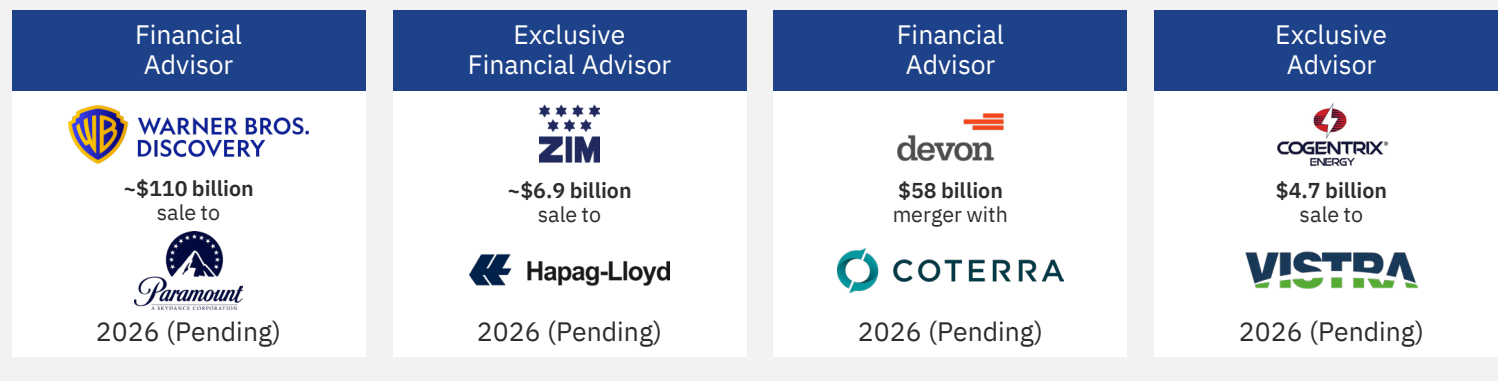 Financial
Advisor
WB
WARNER BROS.
DISCOVERY
~$110 billion
sale to
Paramount
A SKYDANCE CORPORATION
2026 (Pending)
Exclusive
Financial Advisor
ZIM
~$6.9 billion
sale to
Hapag-Lloyd
2026 (Pending)
Financial
Advisor
devon
$58 billion
merger with
COTERRA
2026 (Pending)
Exclusive
Advisor
COGENTRIX®
ENERGY
$4.7 billion
sale to
VISTRA
2026 (Pending)